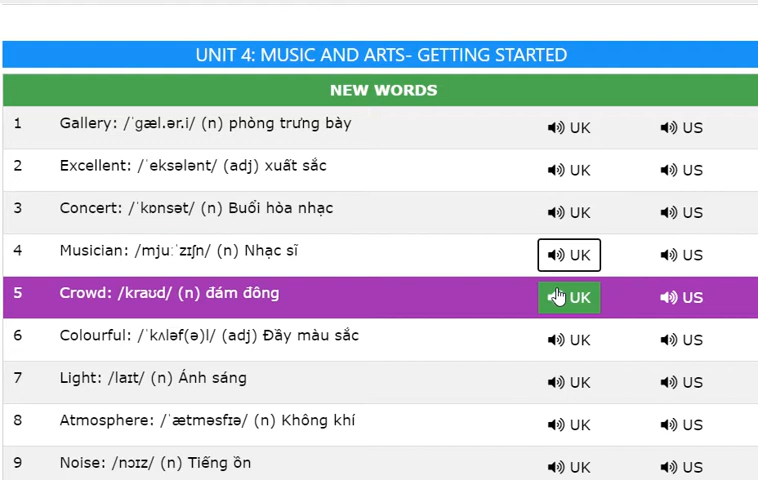 UNIT 4: MUSIC AND ARTS- GETTING STARTED
NEW WORDS
1 Gallery: /ˈɡæl.ər.i/ (n) phòng trưng bày UK US
2 Excellent: /ˈeksələnt/ (adj) xuất sắc UK US
3 Concert: /ˈkɒnsət/ (n) Buổi hòa nhạc UK US
4 Musician: /mjuːˈzɪʃn/ (n) Nhạc sĩ UK US
5 Crowd: /kraʊd/ (n) đám đông UK US
6 Colourful: /ˈkʌləf(ə)l/ (adj) Đầy màu sắc UK US
7 Light: /laɪt/ (n) Ánh sáng UK US
8 Atmosphere: /ˈætməsfɪə/ (n) Không khí UK US
9 Noise: /nɔɪz/ (n) Tiếng ồn UK US